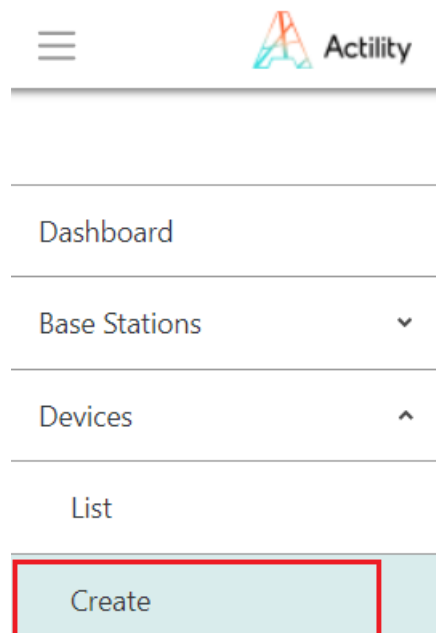 Actility
Dashboard
Base Stations
Devices
List
Create